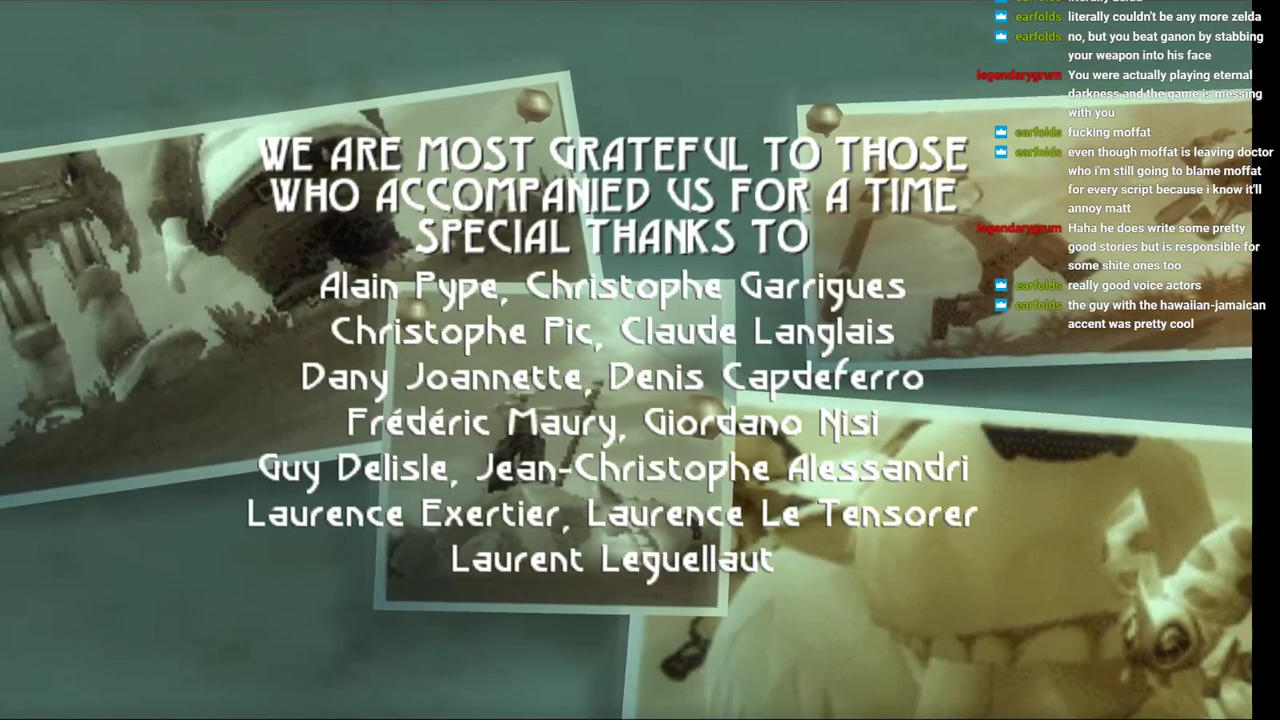 WE ARE MOST GRATEFUL TO THOSE
WHO ACCOMPANIED US FOR A TIME
SPECIAL THANKS TO
Alain Pype, Christophe Garrigues
Christophe Pic, Claude Langlais
Dany Joannette, Denis Capdeferro
Frédéric Maury, Giordano Nisi
Guy Delisle, Jean-Christophe Alessandri
Laurence Exertier, Laurence Le Tensorer
Laurent Leguellaut
earfolds literally couldn't be any more zelda
earfolds no, but you beat ganon by stabbing
your weapon into his face
legendarygrum You were actually playing eternal
darkness and the game is messing
with you
earfolds fucking moffat
earfolds even though moffat is leaving doctor
who i'm still going to blame moffat
for every script because i know it'll
annoy matt
legendarygrum Haha he does write some pretty
good stories but is responsible for
some shite ones too
earfolds really good voice actors
earfolds the guy with the hawaiian-jamaican
accent was pretty cool